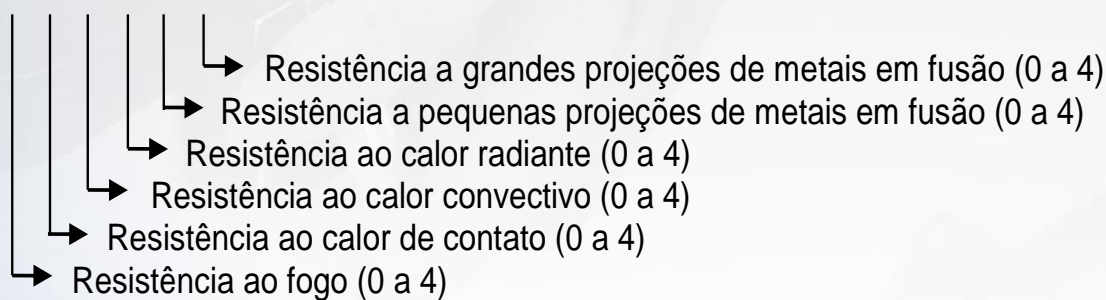 Resistência a grandes projeções de metais em fusão (0 a 4)
Resistência a pequenas projeções de metais em fusão (0 a 4)
Resistência ao calor radiante (0 a 4)
Resistência ao calor convectivo (0 a 4)
Resistência ao calor de contato (0 a 4)
Resistência ao fogo (0 a 4)